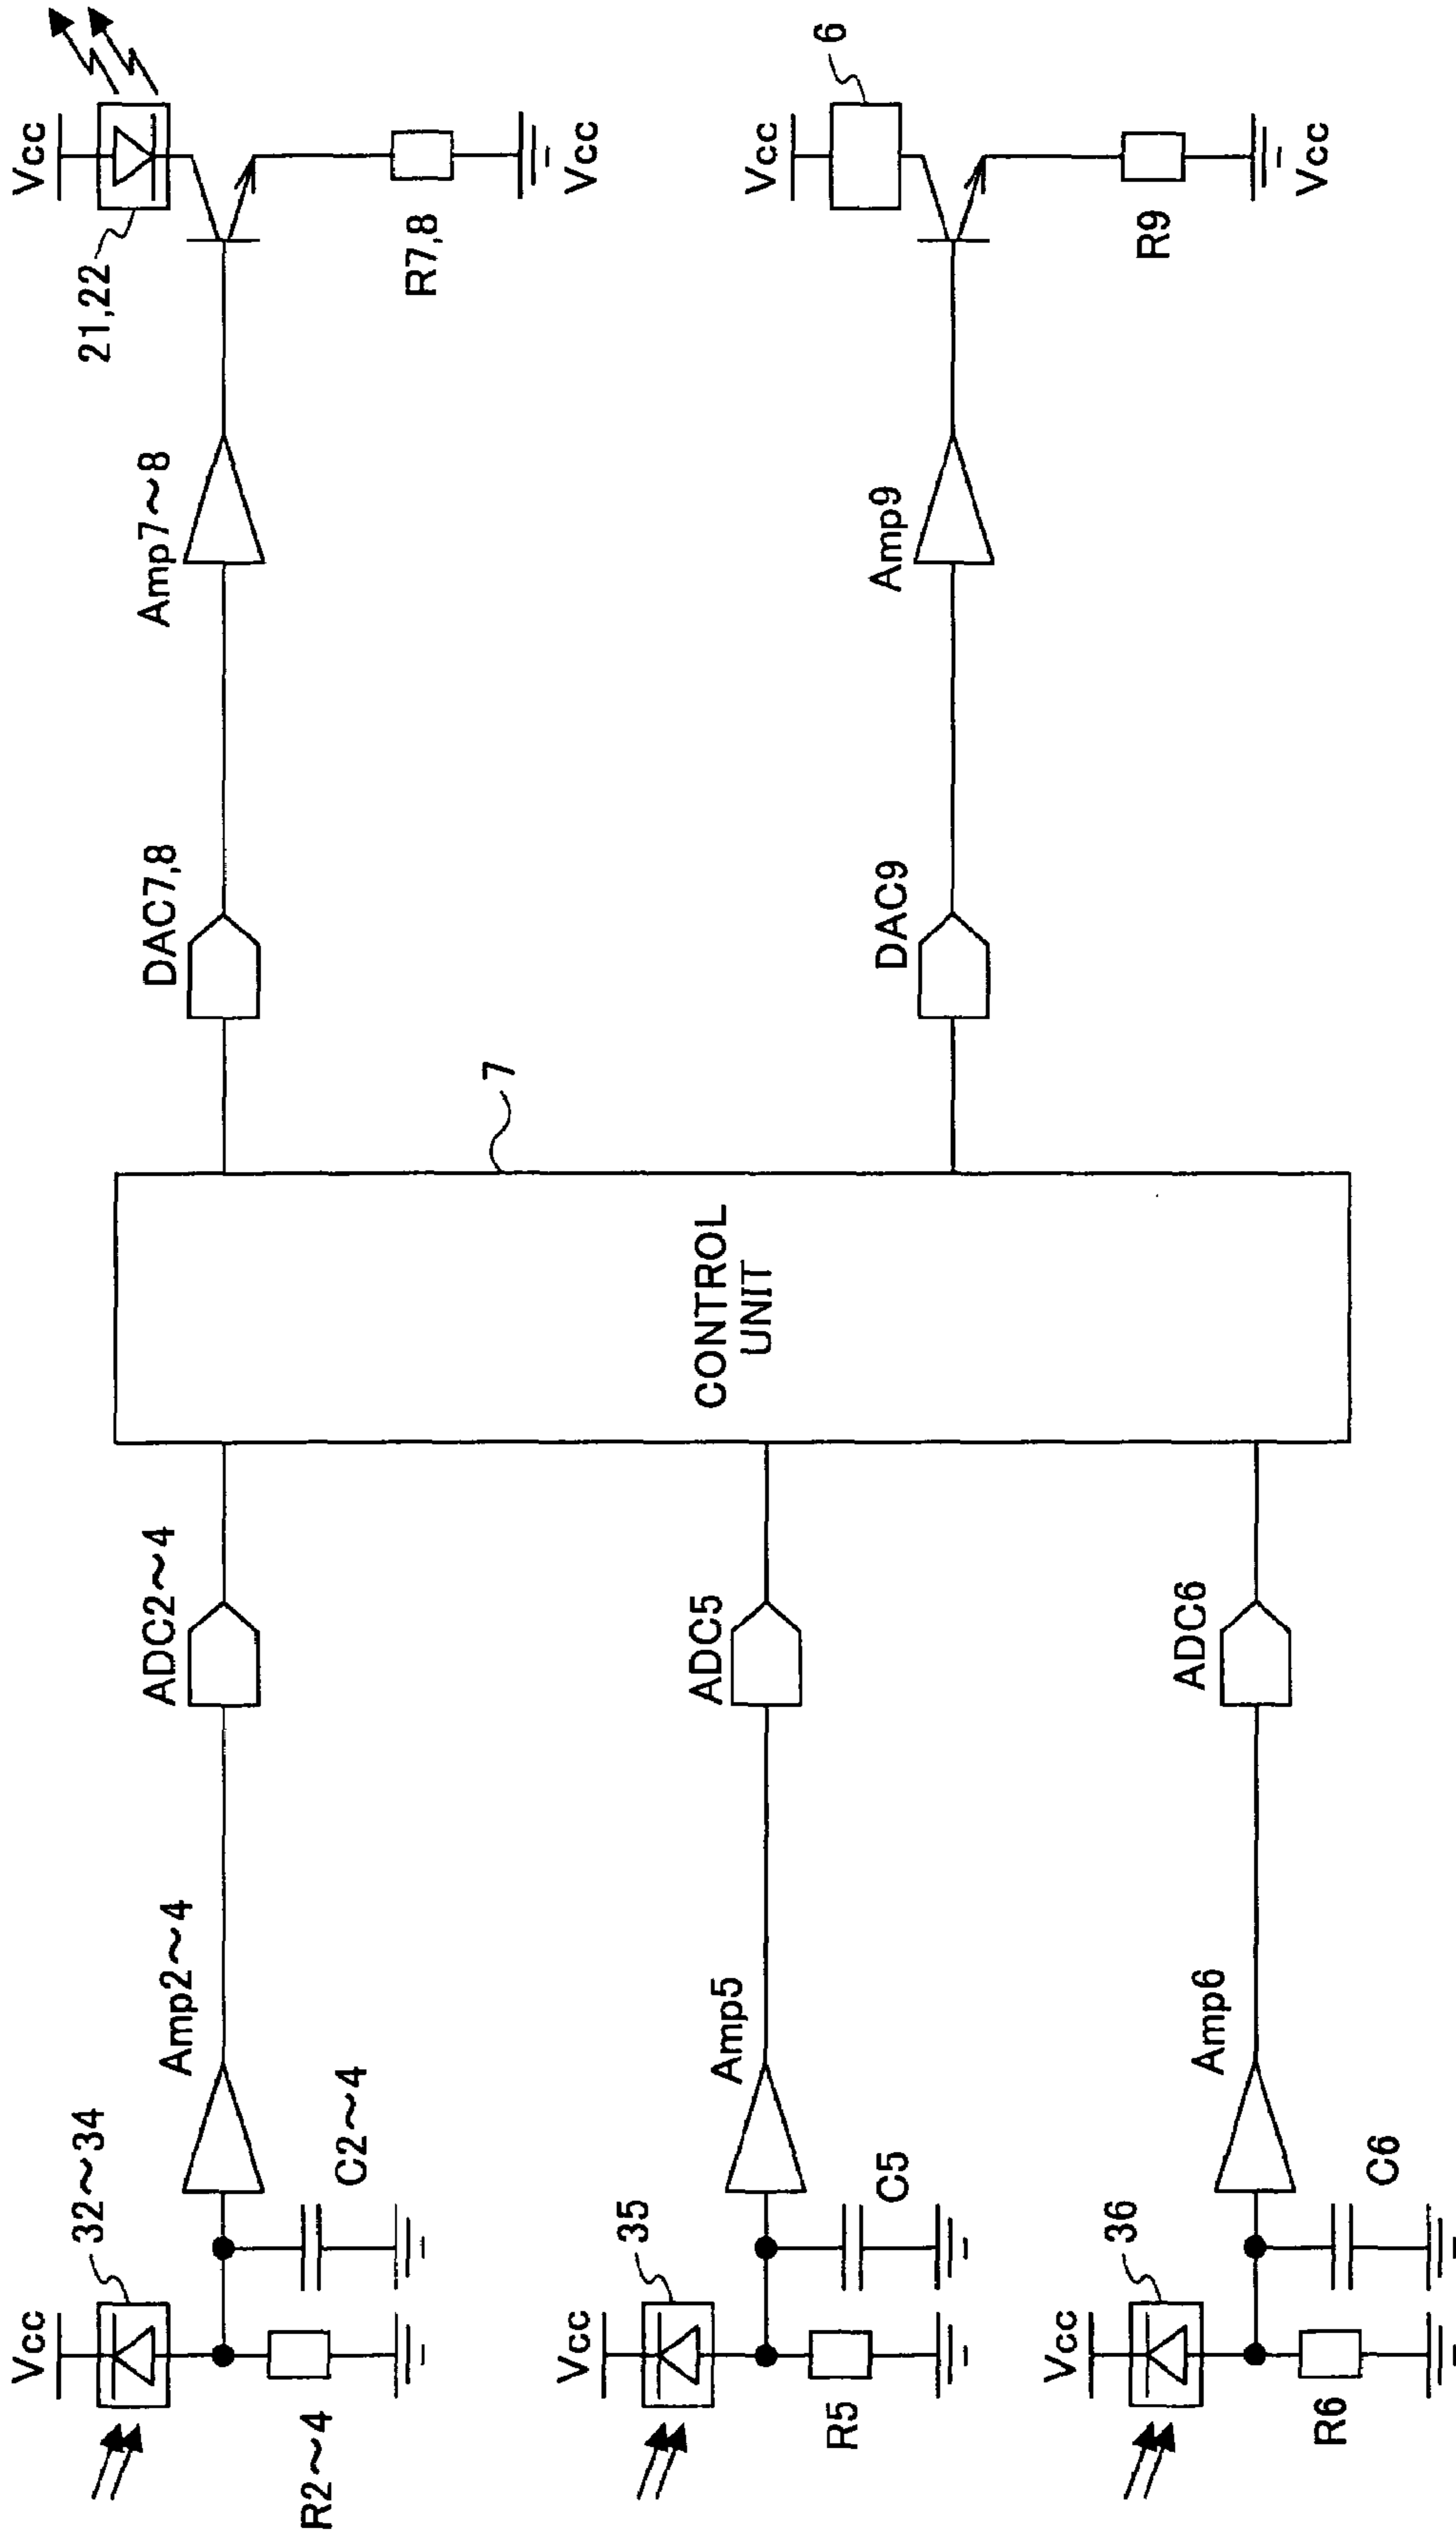 Vcc
32~34
R2~4
C2~4
Amp2~4
ADC2~4
Vcc
35
R5
C5
Amp5
ADC5
Vcc
36
R6
C6
Amp6
ADC6
CONTROL
UNIT
7
DAC7,8
Amp7~8
21,22
Vcc
R7,8
Vcc
DAC9
Amp9
Vcc
6
R9
Vcc